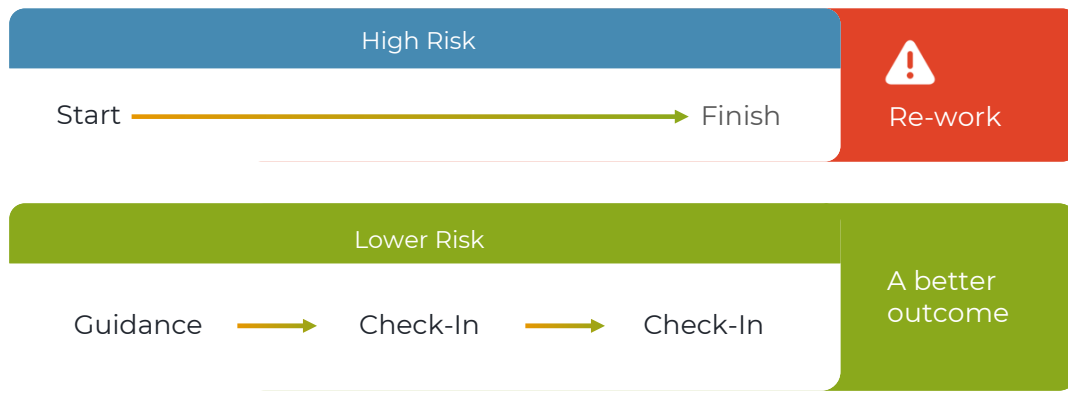 High Risk
Start
Finish
Re-work
Lower Risk
Guidance
Check-In
Check-In
A better
outcome